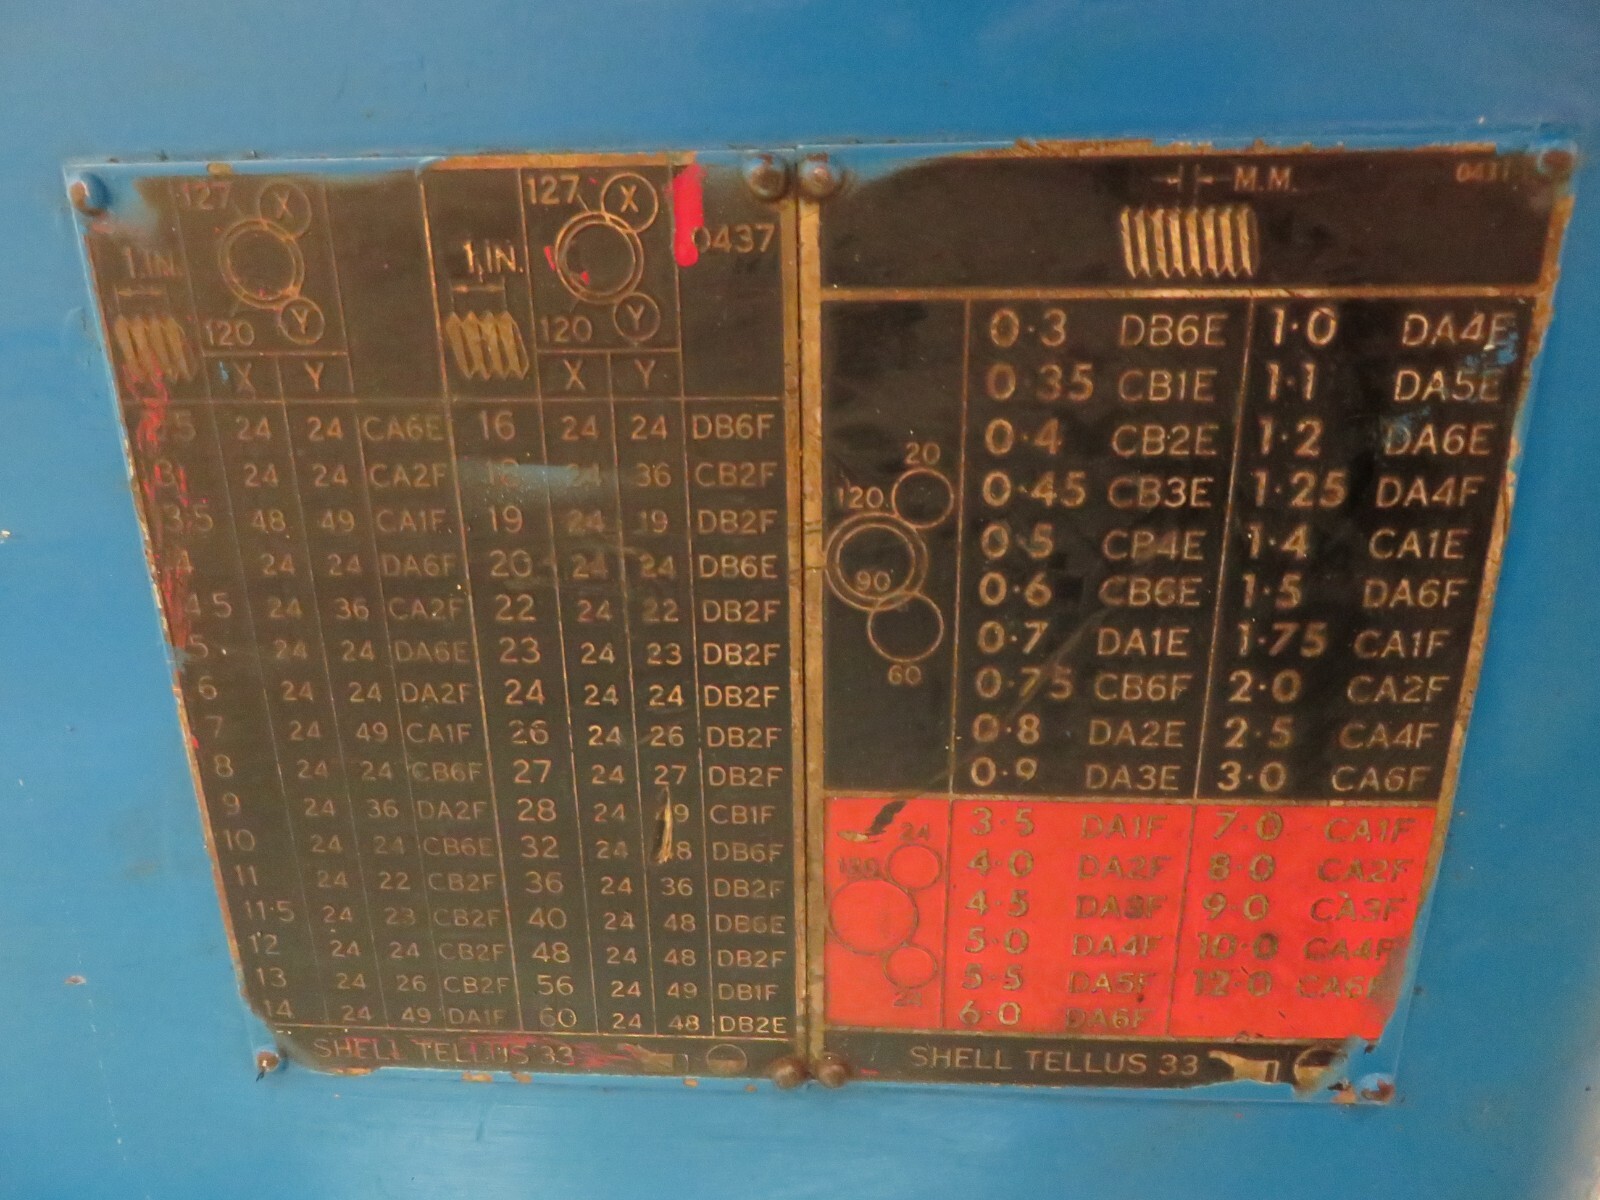 127 X 127 X
0437
1.IN. 1.IN.
120 Y 120 Y
X Y X Y
24 24 CA6E 16 24 24 DB6F
24 24 CA2F 18 24 36 CB2F
3.5 48 49 CA1F 19 24 19 DB2F
4 24 24 DA6F 20 24 24 DB6E
4.5 24 36 CA2F 22 24 22 DB2F
5 24 24 DA6E 23 24 23 DB2F
6 24 24 DA2F 24 24 24 DB2F
7 24 49 CA1F 26 24 26 DB2F
8 24 24 CB6F 27 24 27 DB2F
9 24 36 DA2F 28 24 49 CB1F
10 24 24 CB6E 32 24 48 DB6F
11 24 22 CB2F 36 24 36 DB2F
11·5 24 23 CB2F 40 24 48 DB6E
12 24 24 CB2F 48 24 48 DB2F
13 24 26 CB2F 56 24 49 DB1F
14 24 49 DA1F 60 24 48 DB2E
SHELL TELLUS 33
M.M.
0·3 DB6E 1·0 DA4E
0·35 CB1E 1·1 DA5E
0·4 CB2E 1·2 DA6E
0·45 CB3E 1·25 DA4F
0·5 CB4E 1·4 CA1E
0·6 CB6E 1·5 DA6F
0·7 DA1E 1·75 CA1F
0·75 CB6F 2·0 CA2F
0·8 DA2E 2·5 CA4F
0·9 DA3E 3·0 CA6F
20
120
90
60
3·5 DA1F 7·0 CA1F
4·0 DA2F 8·0 CA2F
4·5 DA3F 9·0 CA3F
5·0 DA4F 10·0 CA4F
5·5 DA5F 12·0 CA6F
6·0 DA6F
24
SHELL TELLUS 33